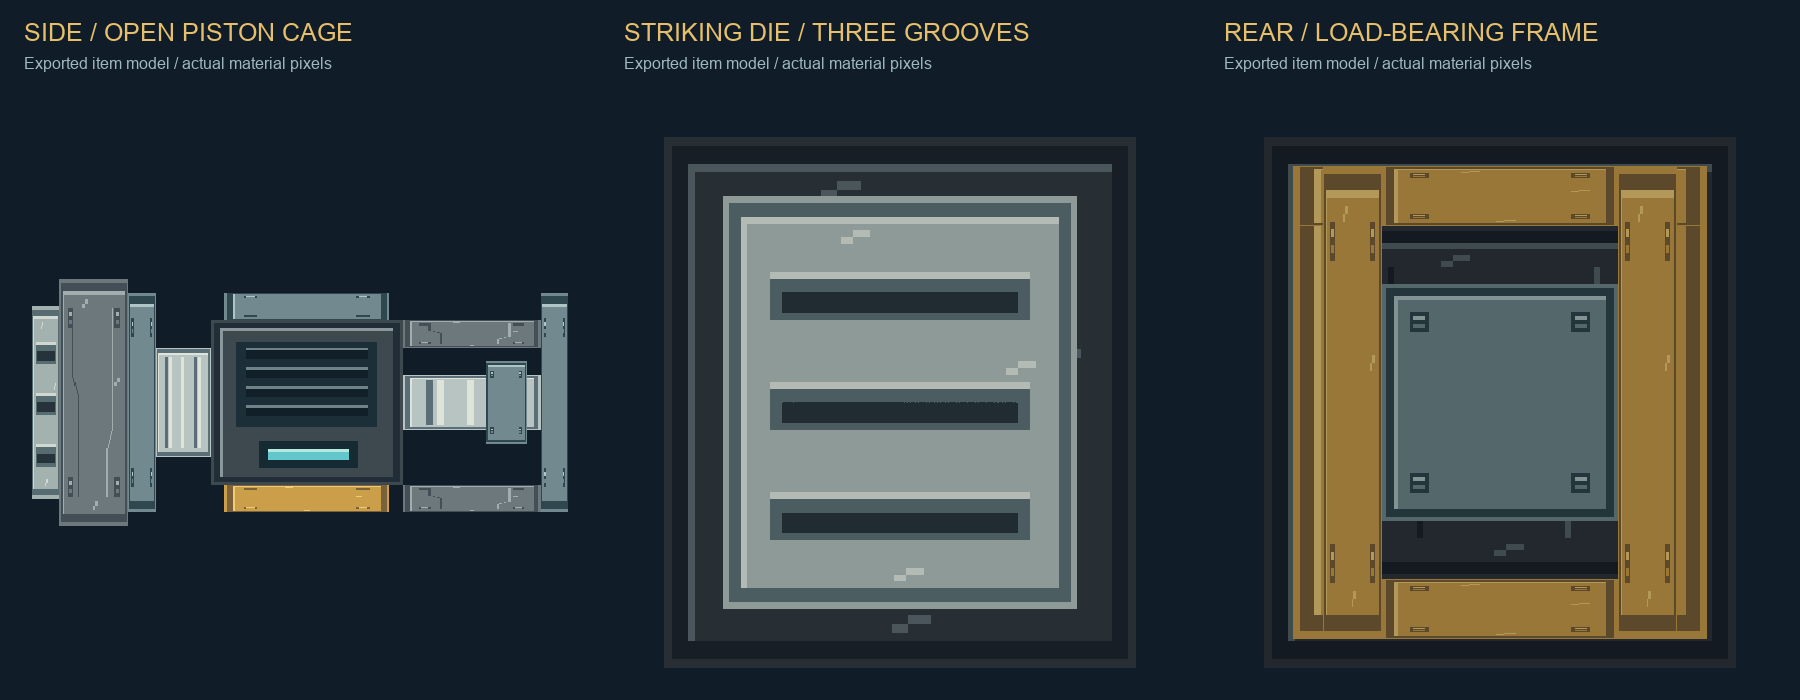 SIDE / OPEN PISTON CAGE
Exported item model / actual material pixels
STRIKING DIE / THREE GROOVES
Exported item model / actual material pixels
REAR / LOAD-BEARING FRAME
Exported item model / actual material pixels